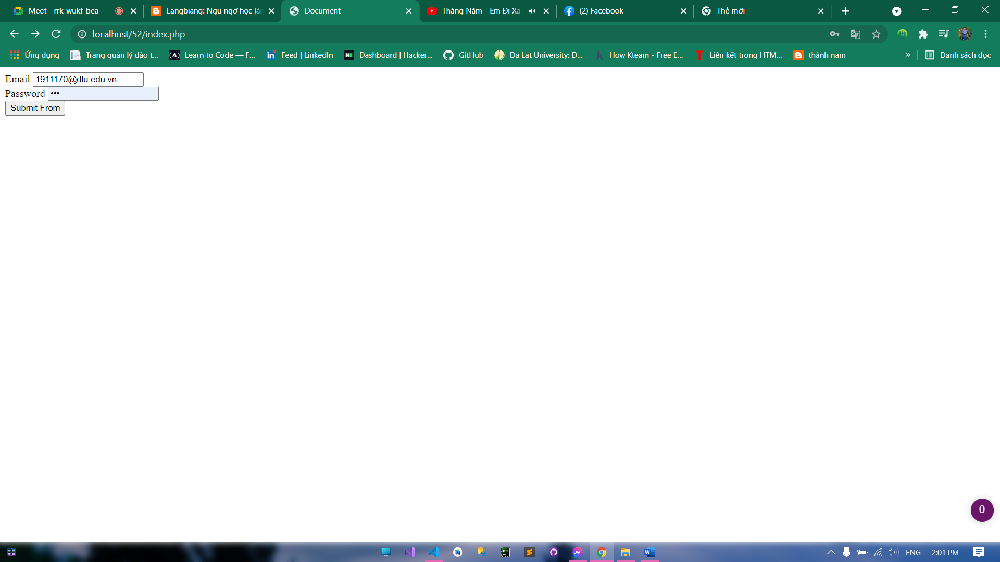 Meet - rrk-wukf-bea
Langbiang: Ngu ngơ học làn
Document
Tháng Năm - Em Đi Xa
(2) Facebook
Thẻ mới
localhost/52/index.php
Ứng dụng
Trang quản lý đào t...
Learn to Code — F...
Feed | LinkedIn
Dashboard | Hacker...
GitHub
Da Lat University: Đ...
How Kteam - Free E...
Liên kết trong HTM...
thành nam
»
Danh sách đọc
Email 1911170@dlu.edu.vn
Password •••
Submit From
0
ENG
2:01 PM